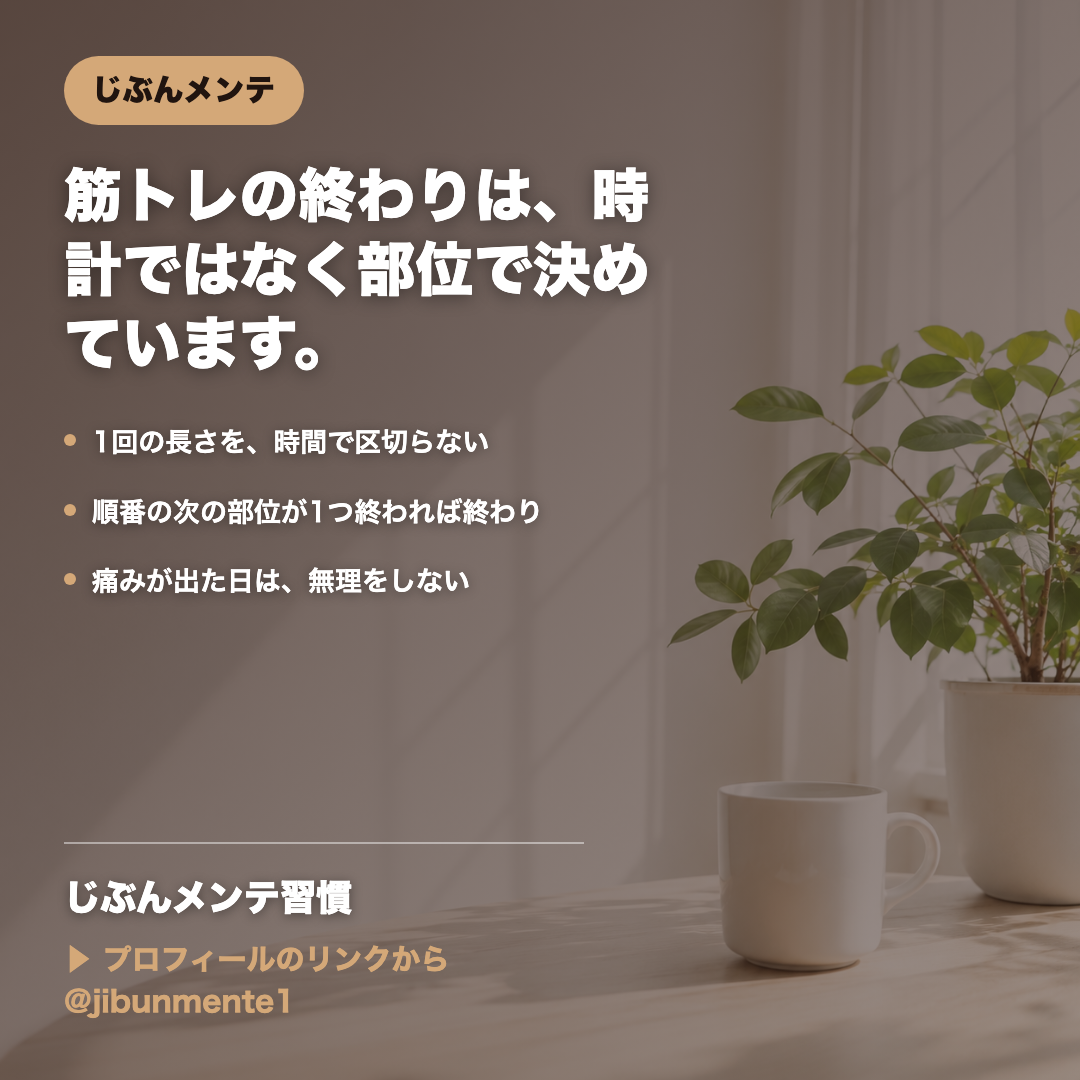 じぶんメンテ
筋トレの終わりは、時
計ではなく部位で決め
ています。
• 1回の長さを、時間で区切らない
• 順番の次の部位が1つ終われば終わり
• 痛みが出た日は、無理をしない
じぶんメンテ習慣
▶ プロフィールのリンクから
@jibunmente1